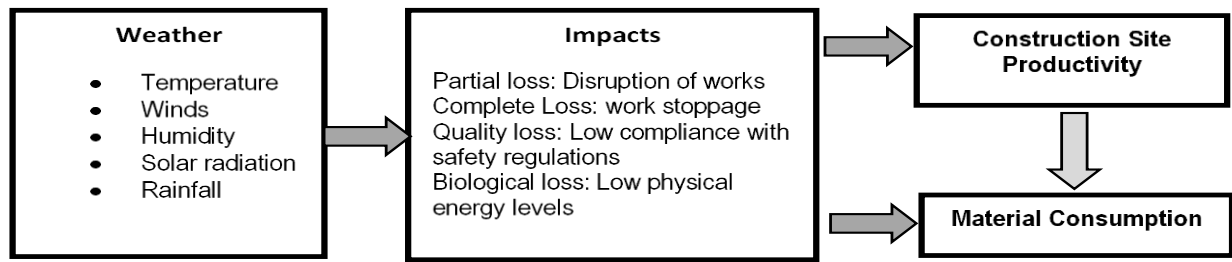 Weather
● Temperature
● Winds
● Humidity
● Solar radiation
● Rainfall
Impacts
Partial loss: Disruption of works
Complete Loss: work stoppage
Quality loss: Low compliance with
safety regulations
Biological loss: Low physical
energy levels
Construction Site
Productivity
Material Consumption